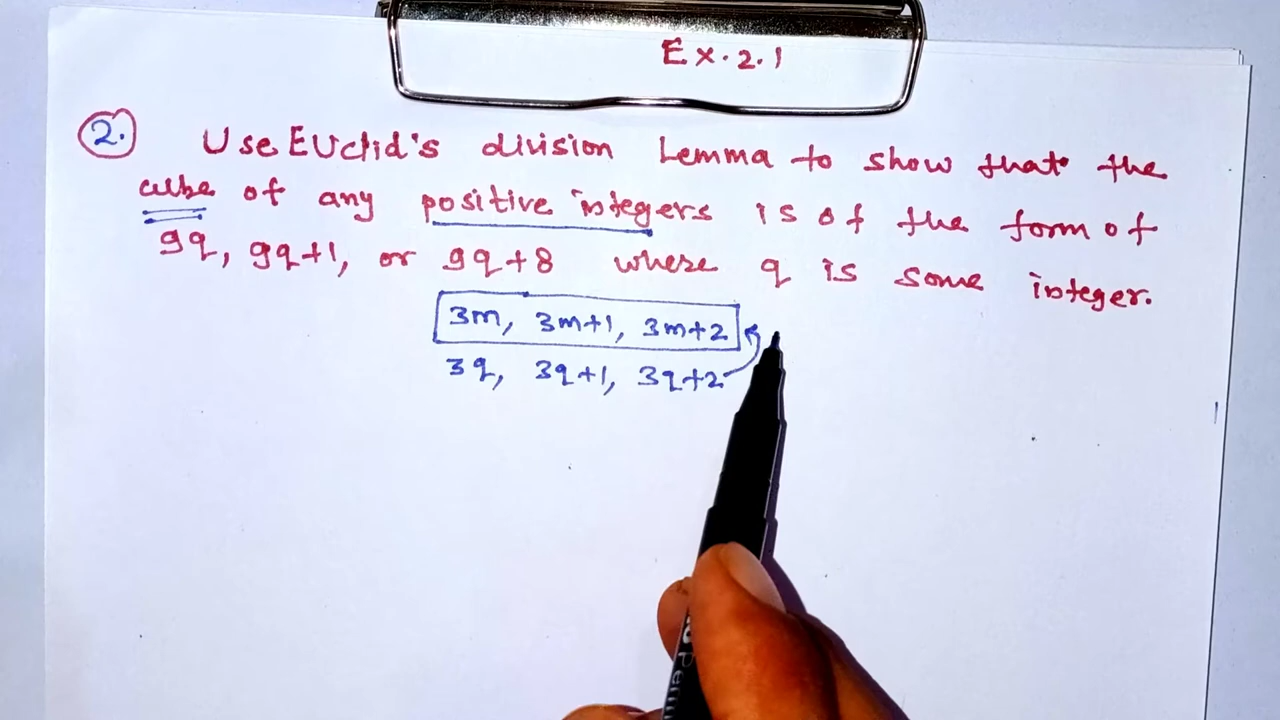 Ex. 2.1
2. Use Euclid's division Lemma to show that the
cube of any positive integers is of the form of
9q, 9q+1, or 9q+8 where q is some integer.
3m, 3m+1, 3m+2
3q, 3q+1, 3q+2